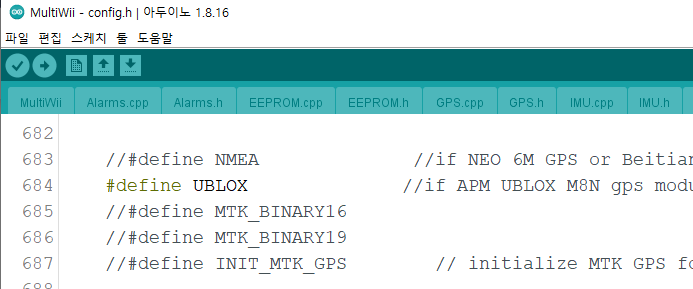 MultiWii - config.h | 아두이노 1.8.16
파일 편집 스케치 툴 도움말
MultiWii Alarms.cpp Alarms.h EEPROM.cpp EEPROM.h GPS.cpp GPS.h IMU.cpp IMU.h
682
683 //#define NMEA //if NEO 6M GPS or Beitian
684 #define UBLOX //if APM UBLOX M8N gps modu
685 //#define MTK_BINARY16
686 //#define MTK_BINARY19
687 //#define INIT_MTK_GPS // initialize MTK GPS fo
688